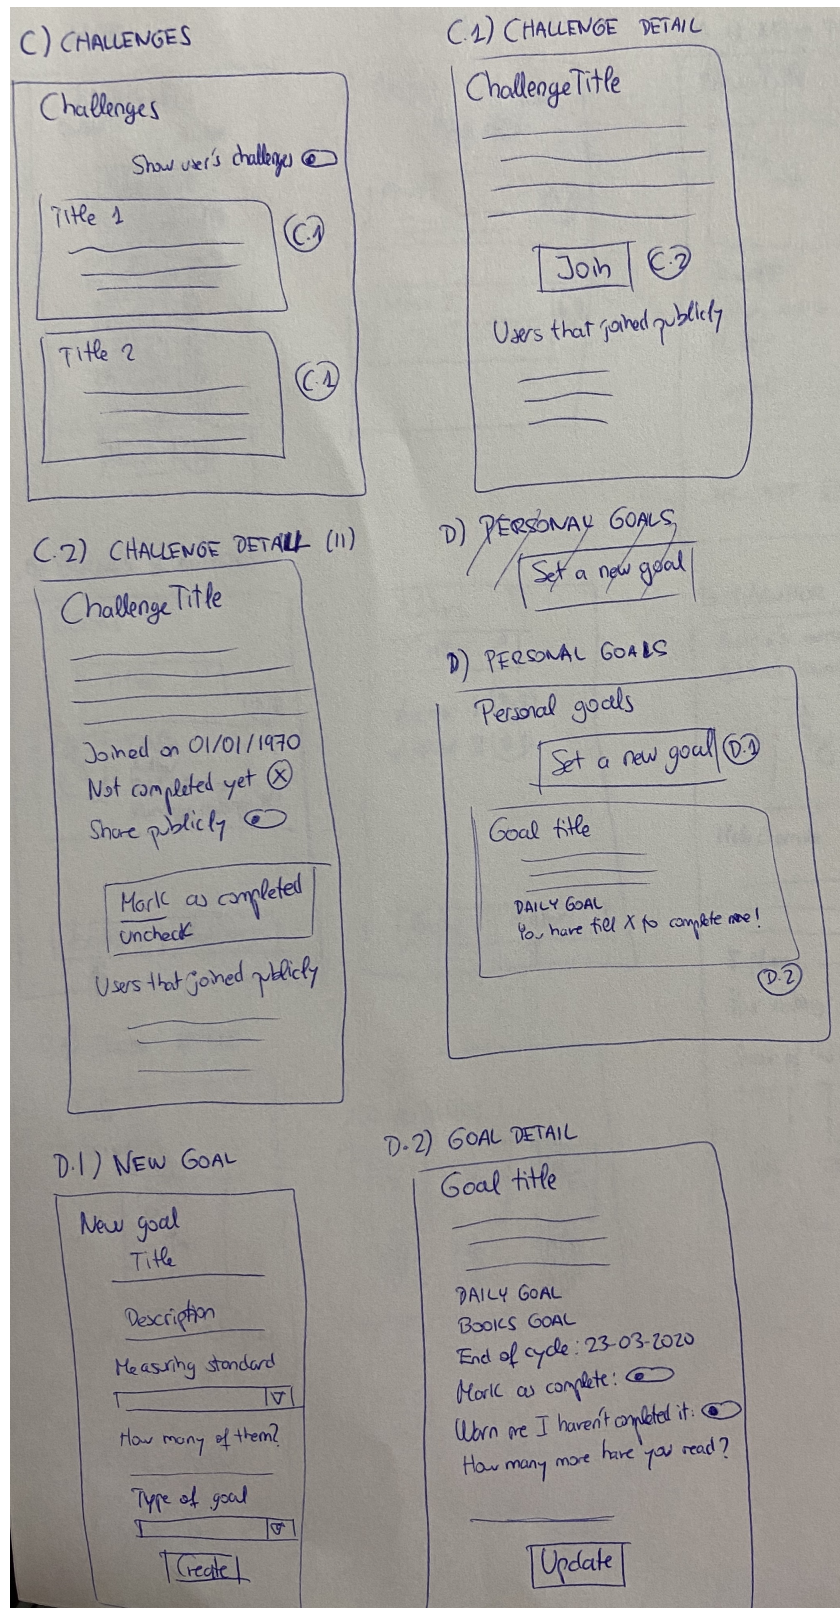 C) CHALLENGES
Challenges
Show user's challenges
Title 1
C.1
Title 2
C.1
C.1) CHALLENGE DETAIL
Challenge Title
Join
C.2
Users that joined publicly
C.2) CHALLENGE DETAIL (II)
Challenge Title
Joined on 01/01/1970
Not completed yet X
Share publicly
Mark as completed
uncheck
Users that joined publicly
D) PERSONAL GOALS
Set a new goal
D) PERSONAL GOALS
Personal goals
Set a new goal
D.1
Goal title
DAILY GOAL
You have till X to complete me!
D.2
D.1) NEW GOAL
New goal
Title
Description
Measuring standard
How many of them?
Type of goal
Create
D.2) GOAL DETAIL
Goal title
DAILY GOAL
BOOKS GOAL
End of cycle: 23-03-2020
Mark as complete:
Warn me I haven't completed it:
How many more have you read?
Update